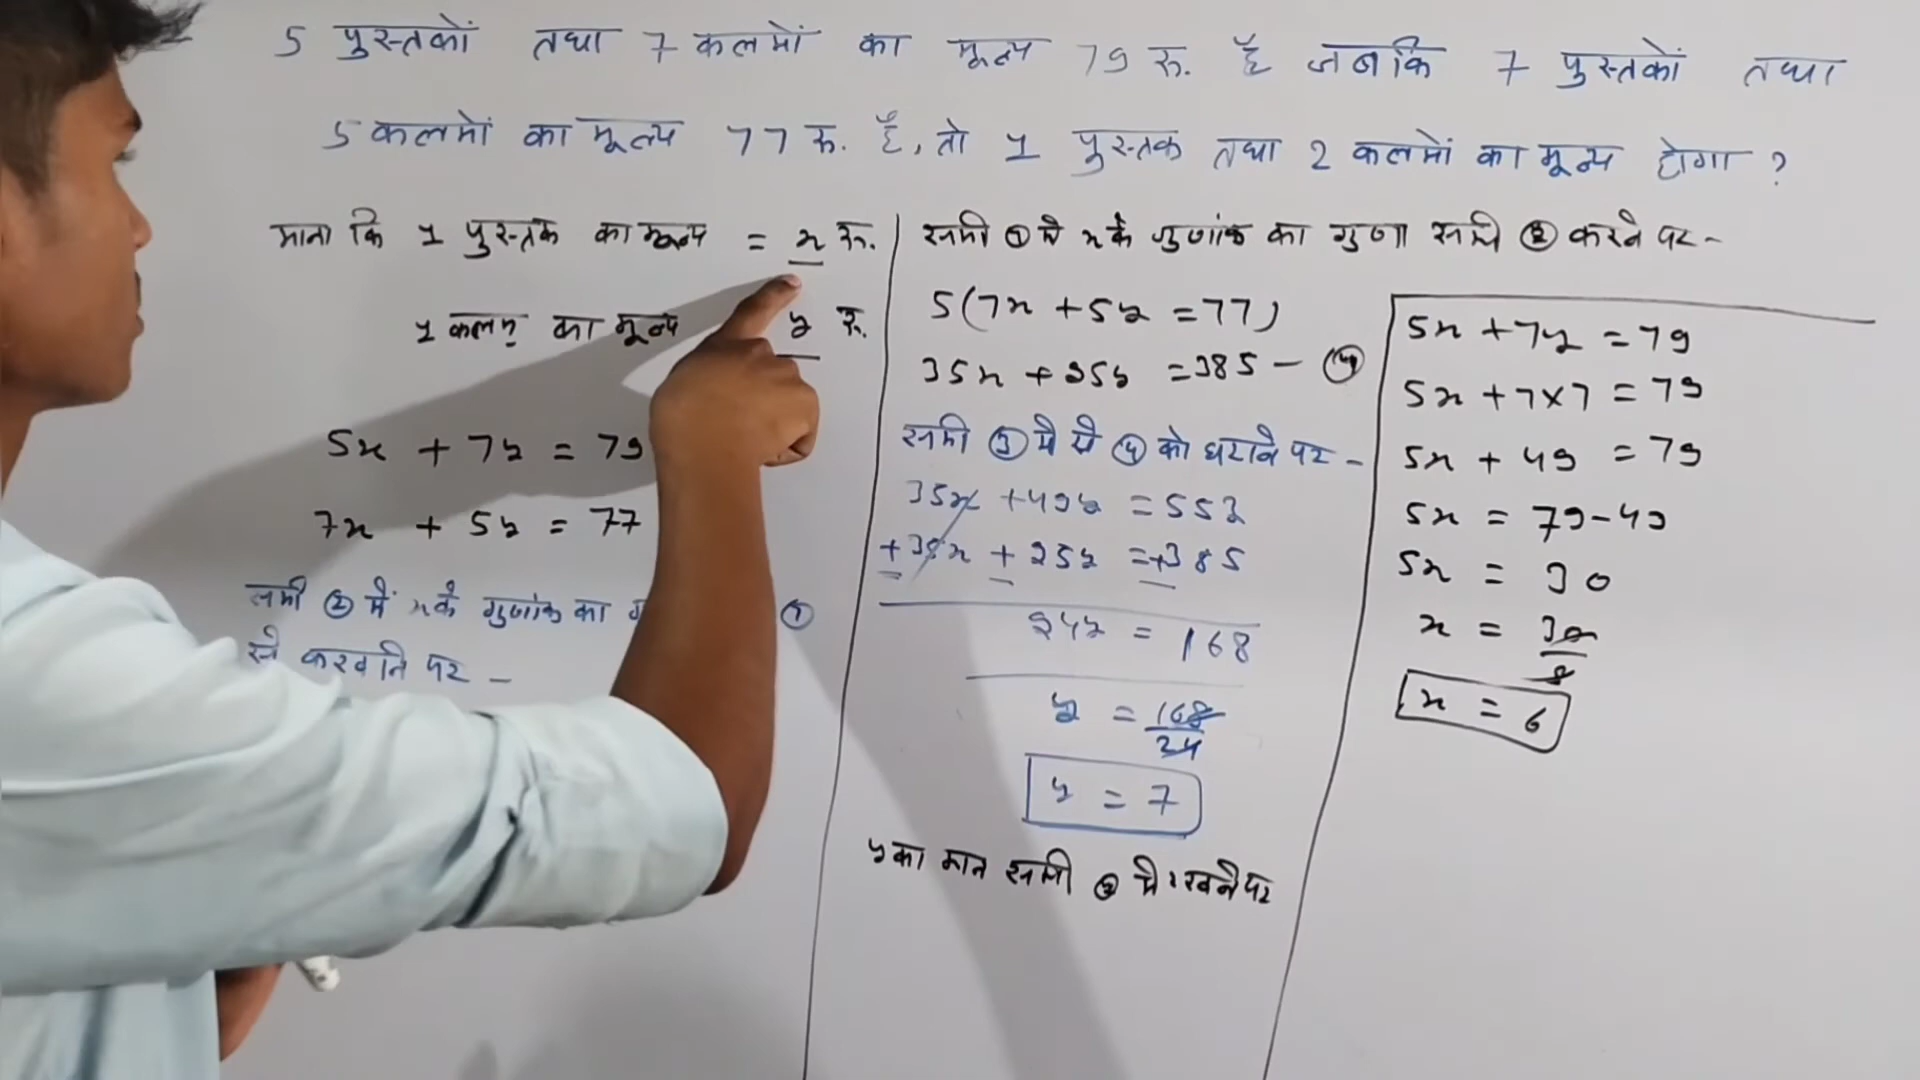 5 पुस्तकों तथा 7 कलमों का मूल्य 79 रु. है जबकि 7 पुस्तकों तथा
5 कलमों का मूल्य 77 रु. है, तो 1 पुस्तक तथा 2 कलमों का मूल्य होगा ?
माना कि 1 पुस्तक का मूल्य = x रु.
1 कलम का मूल्य y रु.
5x + 7y = 79
7x + 5y = 77
समी ② में x के गुणांक का ①
से करवाने पर -
समी ① मे x के गुणांक का गुणा समी ② करने पर -
5(7x + 5y = 77)
35x + 25y = 385 - ④
समी ③ मे से ④ को घटाने पर -
35x + 49y = 553
+35x + 25y = +385
24y = 168
y = 168
24
y = 7
y का मान समी में रखने पर
5x + 7y = 79
5x + 7×7 = 79
5x + 49 = 79
5x = 79-49
5x = 30
x = 30
x = 6